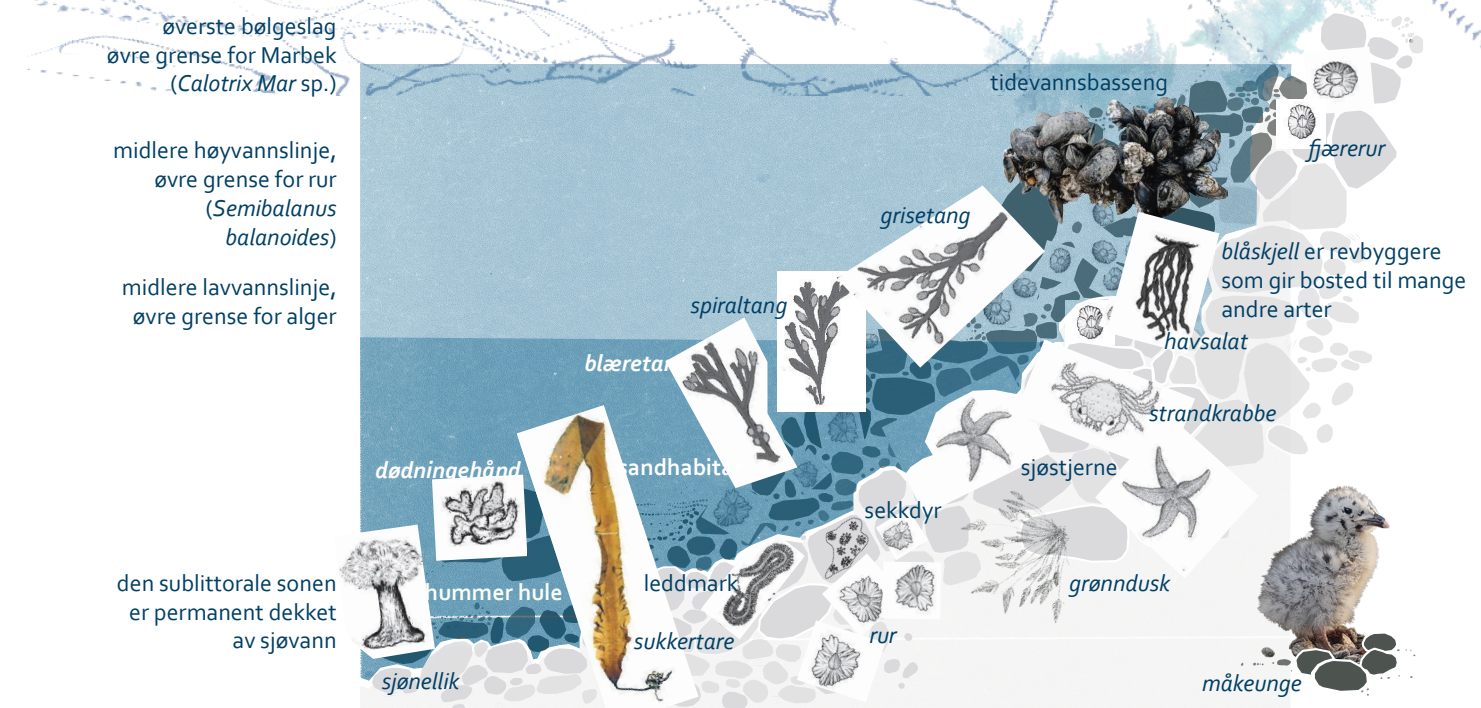 øverste bølgeslag
øvre grense for Marbek
(Calotrix Mar sp.)
midlere høyvannslinje,
øvre grense for rur
(Semibalanus
balanoides)
midlere lavvannslinje,
øvre grense for alger
den sublittorale sonen
er permanent dekket
av sjøvann
tidevannsbasseng
fjærerur
grisetang
blåskjell er revbyggere
som gir bosted til mange
andre arter
spiraltang
havsalat
blæretan
strandkrabbe
dødningehånd
sandhabita
sjøstjerne
sekkdyr
hummer hule
leddmark
grønndusk
sukkertare
rur
sjønellik
måkeunge